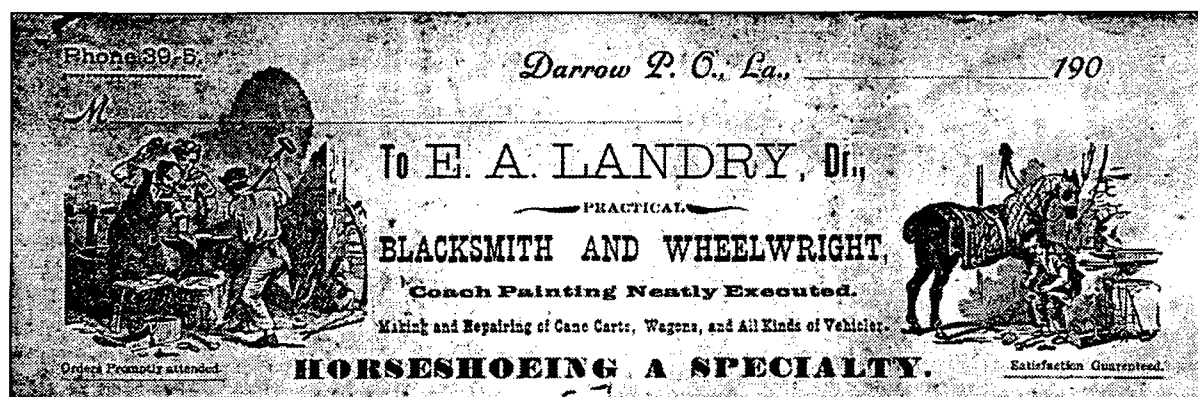 Phone 39-5.
Darrow P. O., La., 190
M
To E. A. LANDRY, Dr.,
PRACTICAL
BLACKSMITH AND WHEELWRIGHT,
Coach Painting Neatly Executed.
Making and Repairing of Cane Carts, Wagons, and All Kinds of Vehicles.
Orders Promptly attended.
HORSESHOEING A SPECIALTY.
Satisfaction Guarenteed.